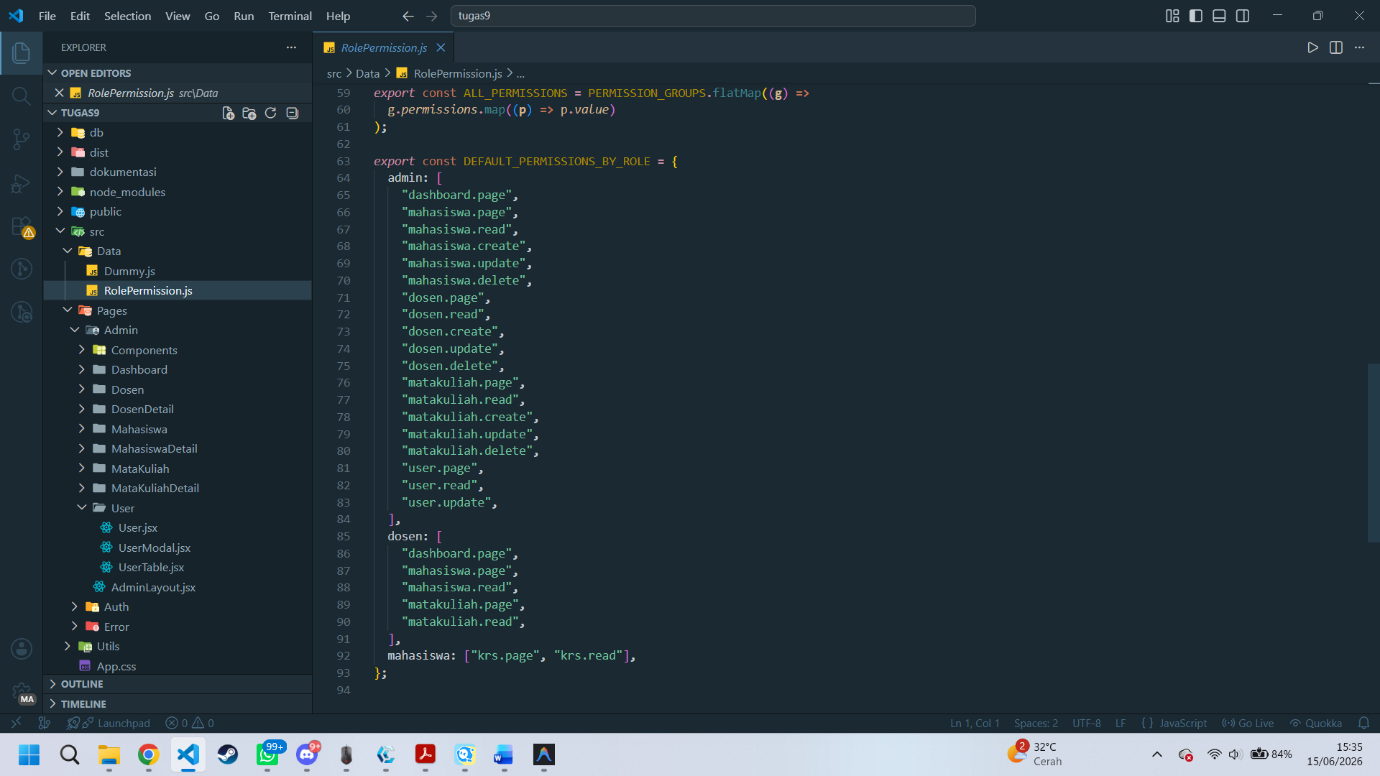 File Edit Selection View Go Run Terminal Help
tugas9
EXPLORER
RolePermission.js
OPEN EDITORS
RolePermission.js src\Data
TUGAS9
db
dist
dokumentasi
node_modules
public
src
Data
Dummy.js
RolePermission.js
Pages
Admin
Components
Dashboard
Dosen
DosenDetail
Mahasiswa
MahasiswaDetail
MataKuliah
MataKuliahDetail
User
User.jsx
UserModal.jsx
UserTable.jsx
AdminLayout.jsx
Auth
Error
Utils
App.css
OUTLINE
TIMELINE
MA
src > Data > RolePermission.js > ...
59 export const ALL_PERMISSIONS = PERMISSION_GROUPS.flatMap((g) =>
60 g.permissions.map((p) => p.value)
61 );
62
63 export const DEFAULT_PERMISSIONS_BY_ROLE = {
64 admin: [
65 "dashboard.page",
66 "mahasiswa.page",
67 "mahasiswa.read",
68 "mahasiswa.create",
69 "mahasiswa.update",
70 "mahasiswa.delete",
71 "dosen.page",
72 "dosen.read",
73 "dosen.create",
74 "dosen.update",
75 "dosen.delete",
76 "matakuliah.page",
77 "matakuliah.read",
78 "matakuliah.create",
79 "matakuliah.update",
80 "matakuliah.delete",
81 "user.page",
82 "user.read",
83 "user.update",
84 ],
85 dosen: [
86 "dashboard.page",
87 "mahasiswa.page",
88 "mahasiswa.read",
89 "matakuliah.page",
90 "matakuliah.read",
91 ],
92 mahasiswa: ["krs.page", "krs.read"],
93 };
94
Launchpad 0 0
Ln 1, Col 1 Spaces: 2 UTF-8 LF { } JavaScript Go Live Quokka
99+
9+
2
32°C
Cerah
84%
15:35
15/06/2026